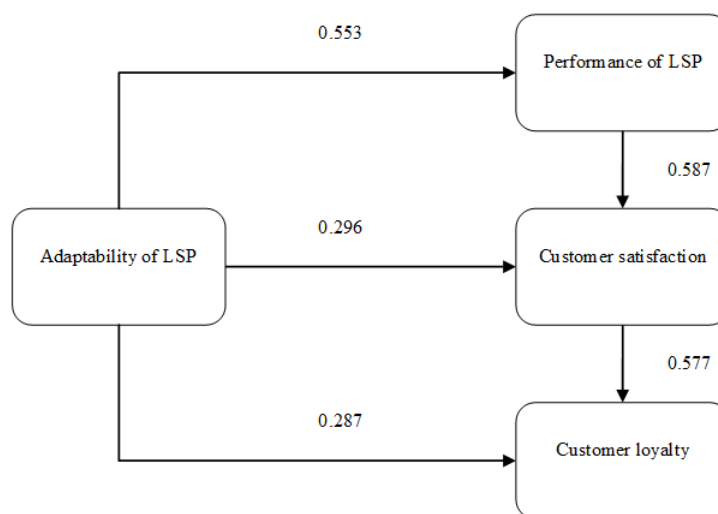 0.553
Performance of LSP
0.587
Adaptability of LSP
0.296
Customer satisfaction
0.577
0.287
Customer loyalty